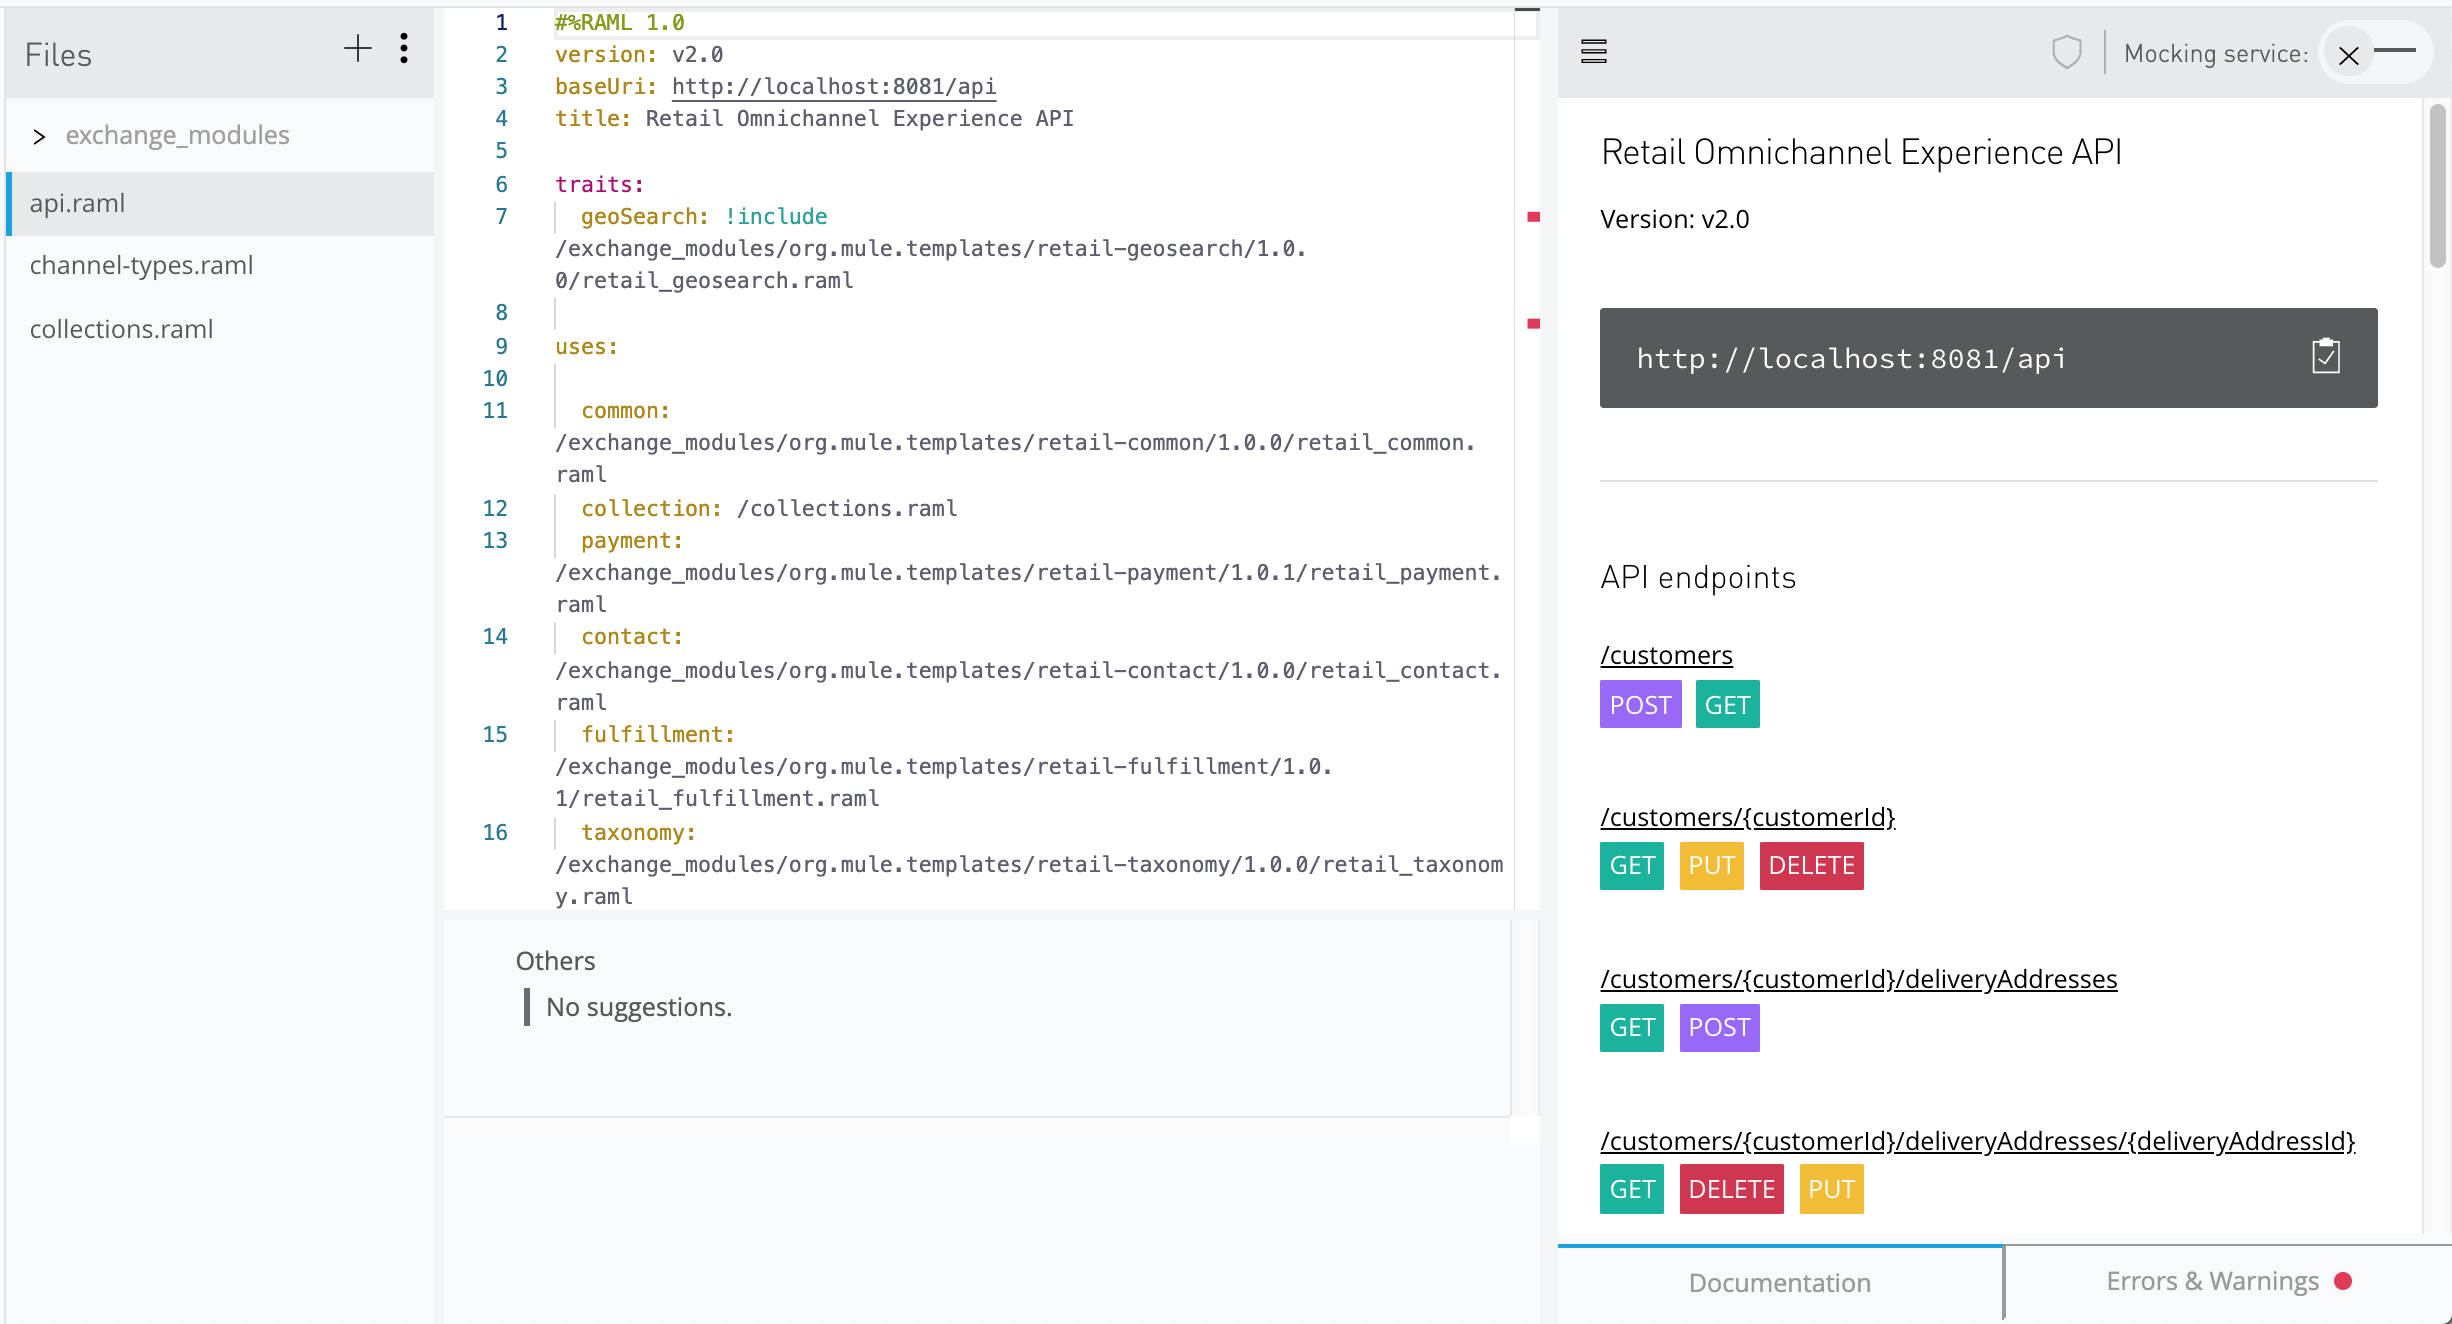 Files
exchange_modules
api.raml
channel-types.raml
collections.raml
1 #%RAML 1.0
2 version: v2.0
3 baseUri: http://localhost:8081/api
4 title: Retail Omnichannel Experience API
5
6 traits:
7 geoSearch: !include
/exchange_modules/org.mule.templates/retail-geosearch/1.0.
0/retail_geosearch.raml
8
9 uses:
10
11 common:
/exchange_modules/org.mule.templates/retail-common/1.0.0/retail_common.
raml
12 collection: /collections.raml
13 payment:
/exchange_modules/org.mule.templates/retail-payment/1.0.1/retail_payment.
raml
14 contact:
/exchange_modules/org.mule.templates/retail-contact/1.0.0/retail_contact.
raml
15 fulfillment:
/exchange_modules/org.mule.templates/retail-fulfillment/1.0.
1/retail_fulfillment.raml
16 taxonomy:
/exchange_modules/org.mule.templates/retail-taxonomy/1.0.0/retail_taxonom
y.raml
Others
No suggestions.
Mocking service:
Retail Omnichannel Experience API
Version: v2.0
http://localhost:8081/api
API endpoints
/customers
POST GET
/customers/{customerId}
GET PUT DELETE
/customers/{customerId}/deliveryAddresses
GET POST
/customers/{customerId}/deliveryAddresses/{deliveryAddressId}
GET DELETE PUT
Documentation
Errors & Warnings